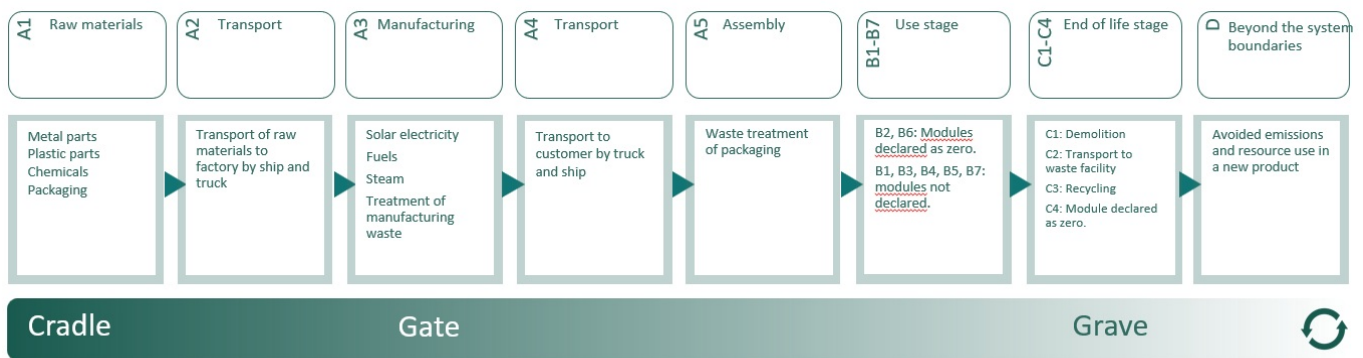 A1 Raw materials
A2 Transport
A3 Manufacturing
A4 Transport
A5 Assembly
B1-B7 Use stage
C1-C4 End of life stage
D Beyond the system
boundaries
Metal parts
Plastic parts
Chemicals
Packaging
Transport of raw
materials to
factory by ship and
truck
Solar electricity
Fuels
Steam
Treatment of
manufacturing
waste
Transport to
customer by truck
and ship
Waste treatment
of packaging
B2, B6: Modules
declared as zero.
B1, B3, B4, B5, B7:
modules not
declared.
C1: Demolition
C2: Transport to
waste facility
C3: Recycling
C4: Module declared
as zero.
Avoided emissions
and resource use in
a new product
Cradle
Gate
Grave